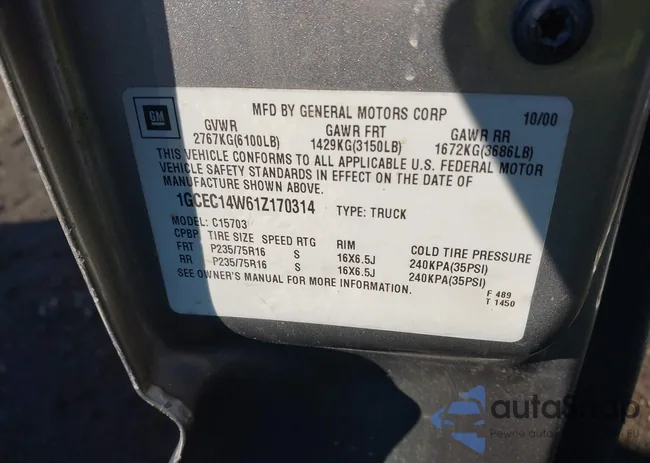 MFD BY GENERAL MOTORS CORP 10/00
GM
GVWR GAWR FRT GAWR RR
2767KG(6100LB) 1429KG(3150LB) 1672KG(3686LB)
THIS VEHICLE CONFORMS TO ALL APPLICABLE U.S. FEDERAL MOTOR
VEHICLE SAFETY STANDARDS IN EFFECT ON THE DATE OF
MANUFACTURE SHOWN ABOVE.
1GCEC14W61Z170314 TYPE: TRUCK
MODEL: C15703
CPBP TIRE SIZE SPEED RTG RIM COLD TIRE PRESSURE
FRT P235/75R16 S 16X6.5J 240KPA(35PSI)
RR P235/75R16 S 16X6.5J 240KPA(35PSI)
SEE OWNER'S MANUAL FOR MORE INFORMATION.
F 489
T 1450
autaShop
Pewne auto